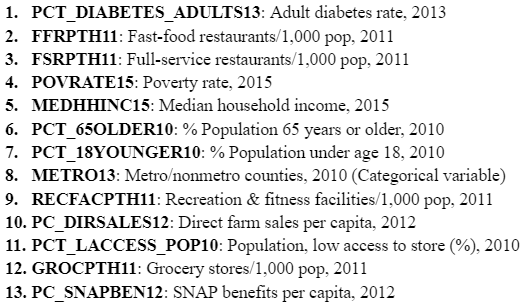 1. PCT_DIABETES_ADULTS13: Adult diabetes rate, 2013
2. FFRPTH11: Fast-food restaurants/1,000 pop, 2011
3. FSRPTH11: Full-service restaurants/1,000 pop, 2011
4. POVRATE15: Poverty rate, 2015
5. MEDHHINC15: Median household income, 2015
6. PCT_65OLDER10: % Population 65 years or older, 2010
7. PCT_18YOUNGER10: % Population under age 18, 2010
8. METRO13: Metro/nonmetro counties, 2010 (Categorical variable)
9. RECFACPTH11: Recreation & fitness facilities/1,000 pop, 2011
10. PC_DIRSALES12: Direct farm sales per capita, 2012
11. PCT_LACCESS_POP10: Population, low access to store (%), 2010
12. GROCPTH11: Grocery stores/1,000 pop, 2011
13. PC_SNAPBEN12: SNAP benefits per capita, 2012